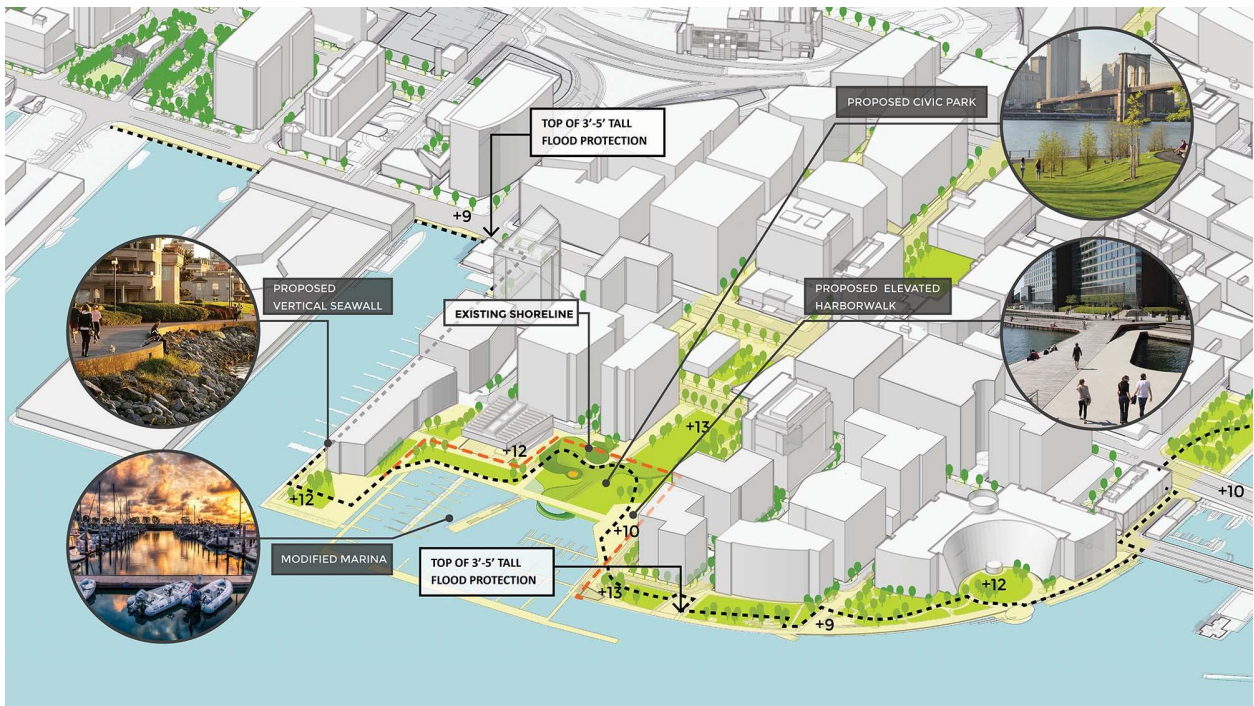 PROPOSED CIVIC PARK
TOP OF 3'-5' TALL
FLOOD PROTECTION
+9
PROPOSED
VERTICAL SEAWALL
PROPOSED ELEVATED
HARBORWALK
EXISTING SHORELINE
+13
+12
+12
+10
+10
MODIFIED MARINA
TOP OF 3'-5' TALL
FLOOD PROTECTION
+12
+13
+9